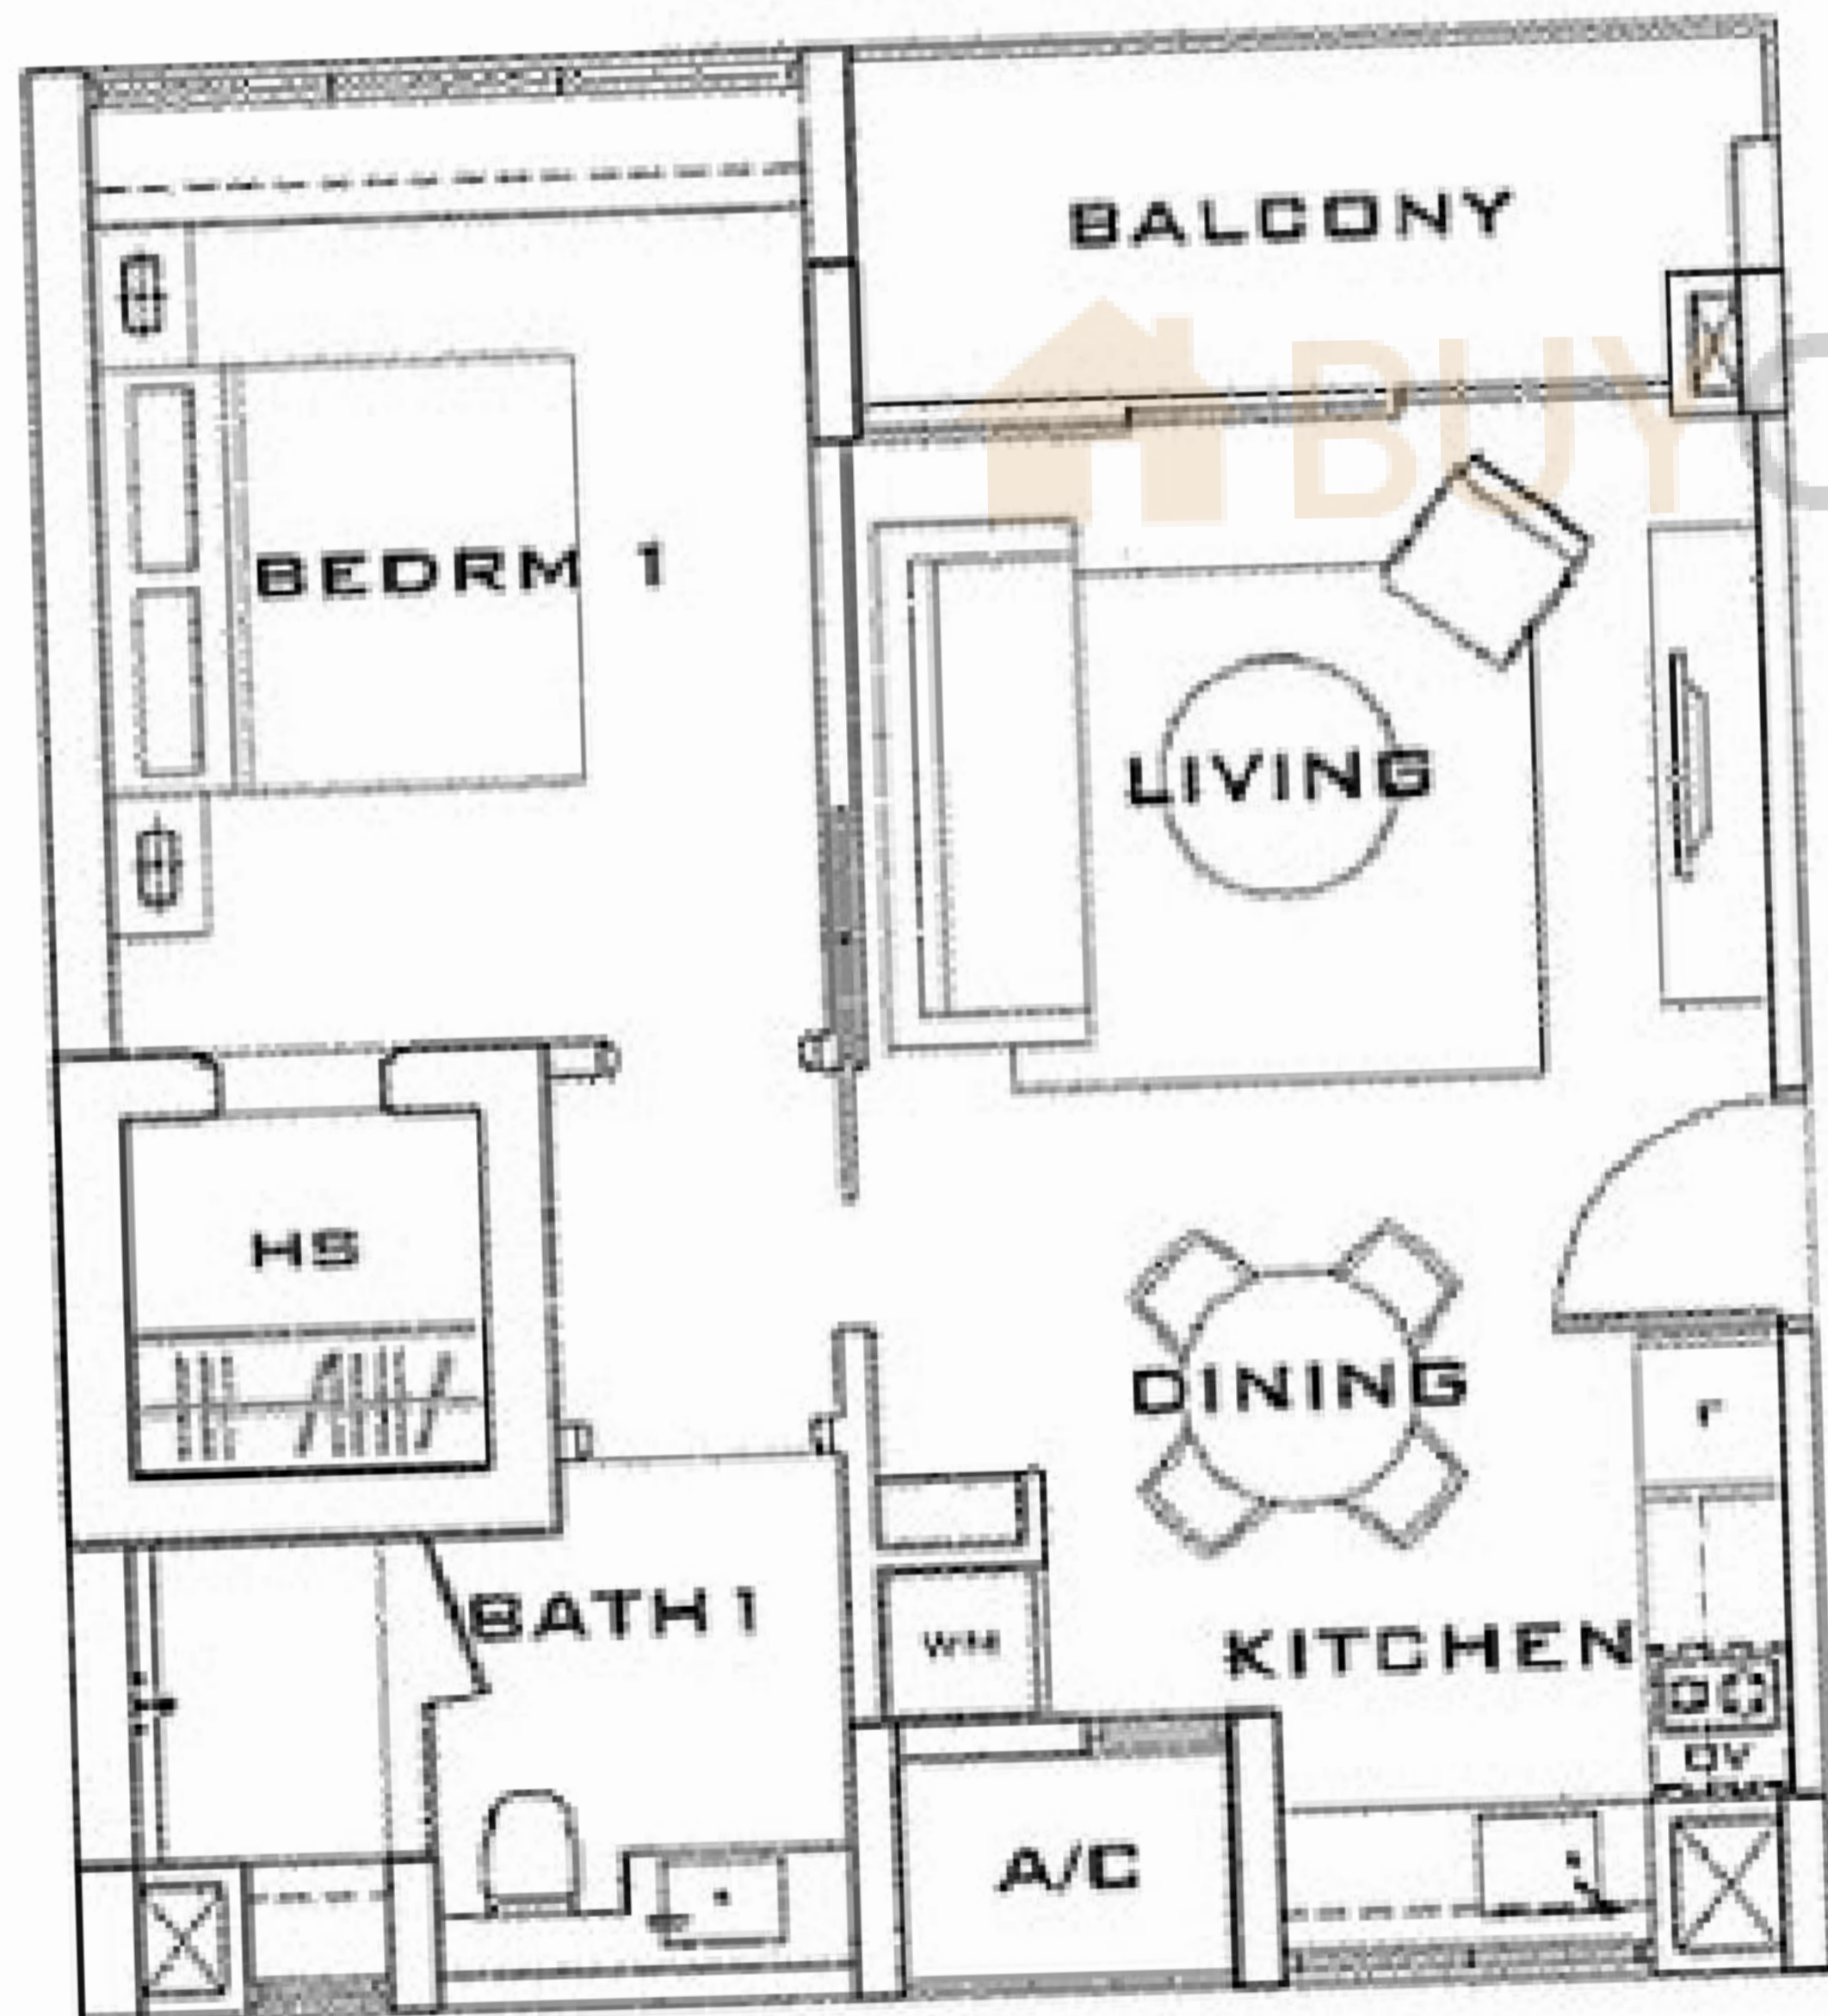 BALCONY
BUY
BEDRM 1
LIVING
HS
DINING
F
BATH 1
WM
KITCHEN
OV
A/C